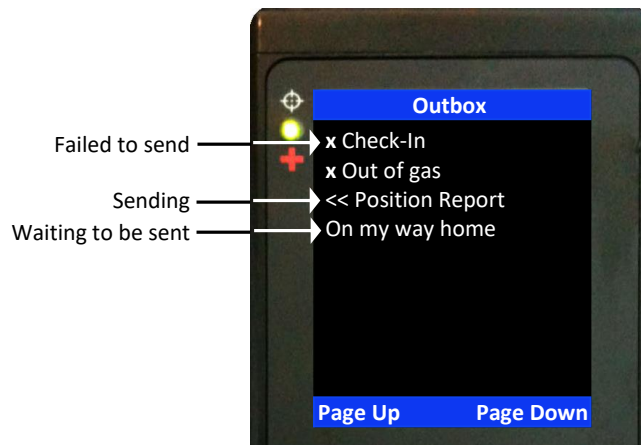 Outbox
Failed to send
x Check-In
x Out of gas
Sending
<< Position Report
Waiting to be sent
On my way home
Page Up Page Down